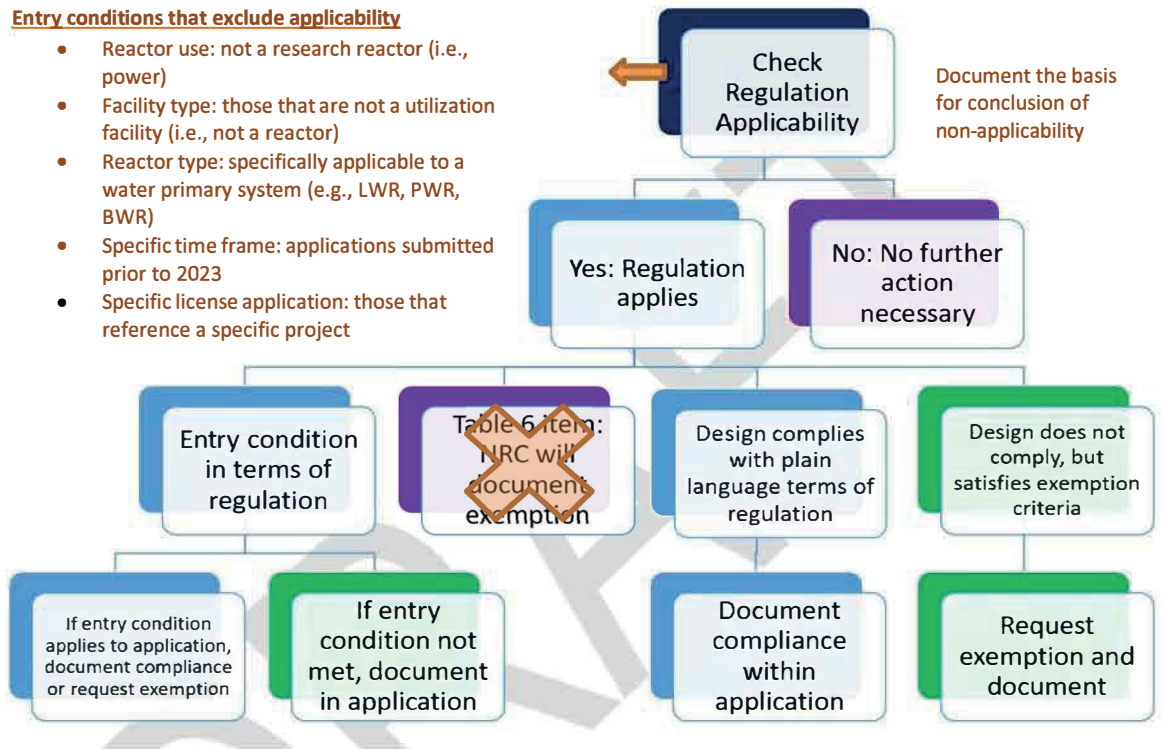 Entry conditions that exclude applicability
• Reactor use: not a research reactor (i.e.,
power)
• Facility type: those that are not a utilization
facility (i.e., not a reactor)
• Reactor type: specifically applicable to a
water primary system (e.g., LWR, PWR,
BWR)
• Specific time frame: applications submitted
prior to 2023
• Specific license application: those that
reference a specific project
Check
Regulation
Applicability
Document the basis
for conclusion of
non-applicability
Yes: Regulation
applies
No: No further
action
necessary
Entry condition
in terms of
regulation
Table 6 item:
NRC will
document
exemption
Design complies
with plain
language terms of
regulation
Design does not
comply, but
satisfies exemption
criteria
If entry condition
applies to application,
document compliance
or request exemption
If entry
condition not
met, document
in application
Document
compliance
within
application
Request
exemption and
document